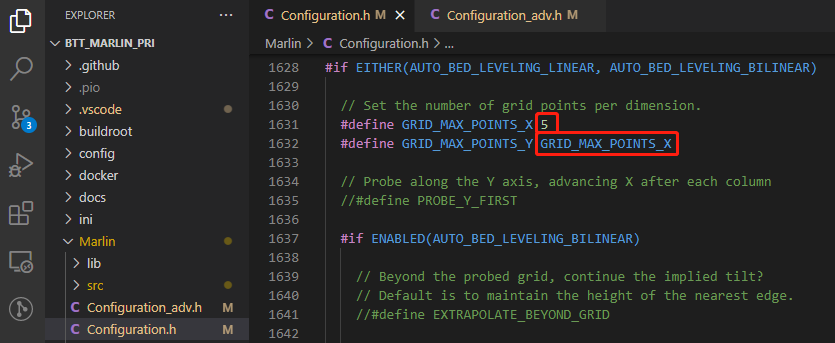 EXPLORER
BTT_MARLIN_PRI
.github
.pio
.vscode
buildroot
config
docker
docs
ini
Marlin
lib
src
C Configuration_adv.h M
C Configuration.h M
3
C Configuration.h M
C Configuration_adv.h M
Marlin > C Configuration.h > ...
1628 #if EITHER(AUTO_BED_LEVELING_LINEAR, AUTO_BED_LEVELING_BILINEAR)
1629
1630 // Set the number of grid points per dimension.
1631 #define GRID_MAX_POINTS_X 5
1632 #define GRID_MAX_POINTS_Y GRID_MAX_POINTS_X
1633
1634 // Probe along the Y axis, advancing X after each column
1635 //#define PROBE_Y_FIRST
1636
1637 #if ENABLED(AUTO_BED_LEVELING_BILINEAR)
1638
1639 // Beyond the probed grid, continue the implied tilt?
1640 // Default is to maintain the height of the nearest edge.
1641 //#define EXTRAPOLATE_BEYOND_GRID
1642